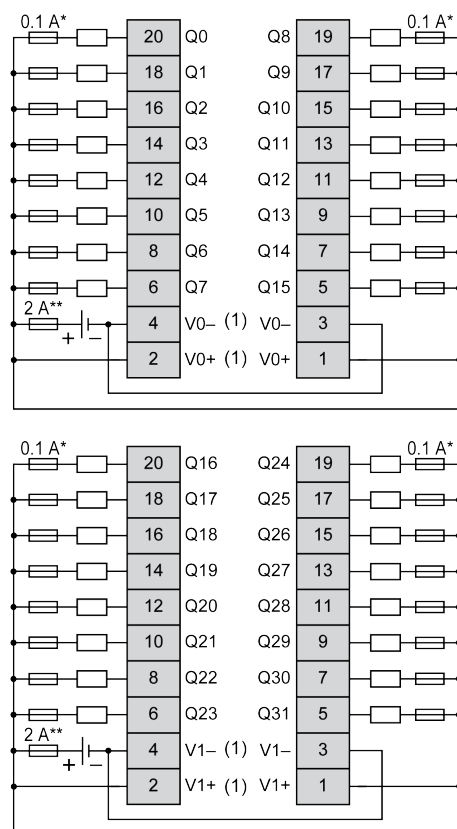 0.1 A* 20 Q0 Q8 19 0.1 A*
18 Q1 Q9 17
16 Q2 Q10 15
14 Q3 Q11 13
12 Q4 Q12 11
10 Q5 Q13 9
8 Q6 Q14 7
6 Q7 Q15 5
2 A** + − 4 V0− (1) V0− 3
2 V0+ (1) V0+ 1
0.1 A* 20 Q16 Q24 19 0.1 A*
18 Q17 Q25 17
16 Q18 Q26 15
14 Q19 Q27 13
12 Q20 Q28 11
10 Q21 Q29 9
8 Q22 Q30 7
6 Q23 Q31 5
2 A** + − 4 V1− (1) V1− 3
2 V1+ (1) V1+ 1